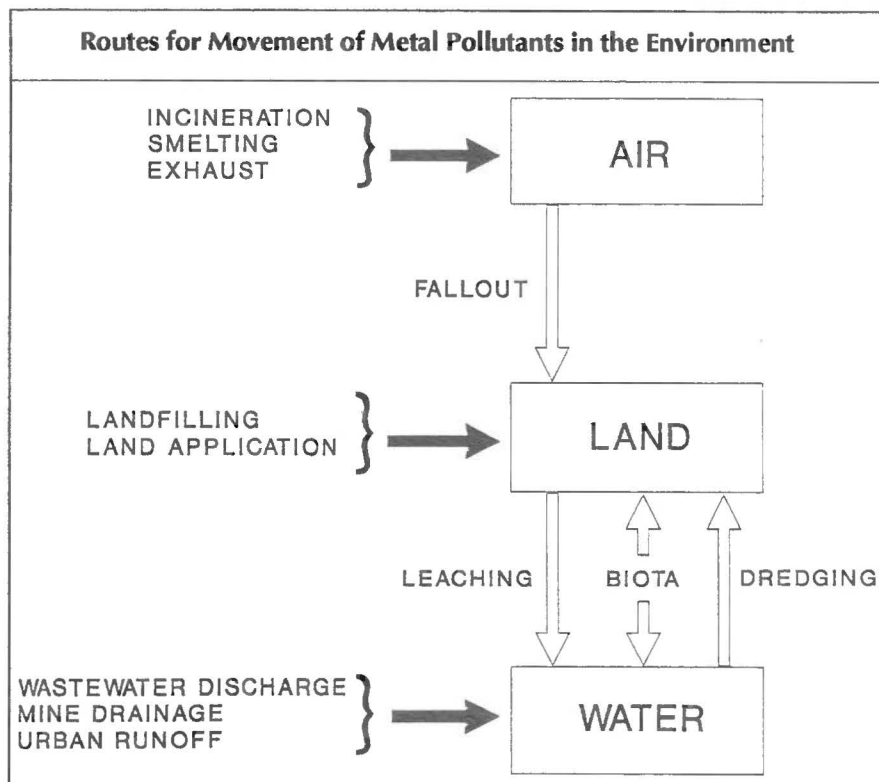 Routes for Movement of Metal Pollutants in the Environment
INCINERATION
SMELTING
EXHAUST
AIR
FALLOUT
LANDFILLING
LAND APPLICATION
LAND
LEACHING
BIOTA
DREDGING
WASTEWATER DISCHARGE
MINE DRAINAGE
URBAN RUNOFF
WATER